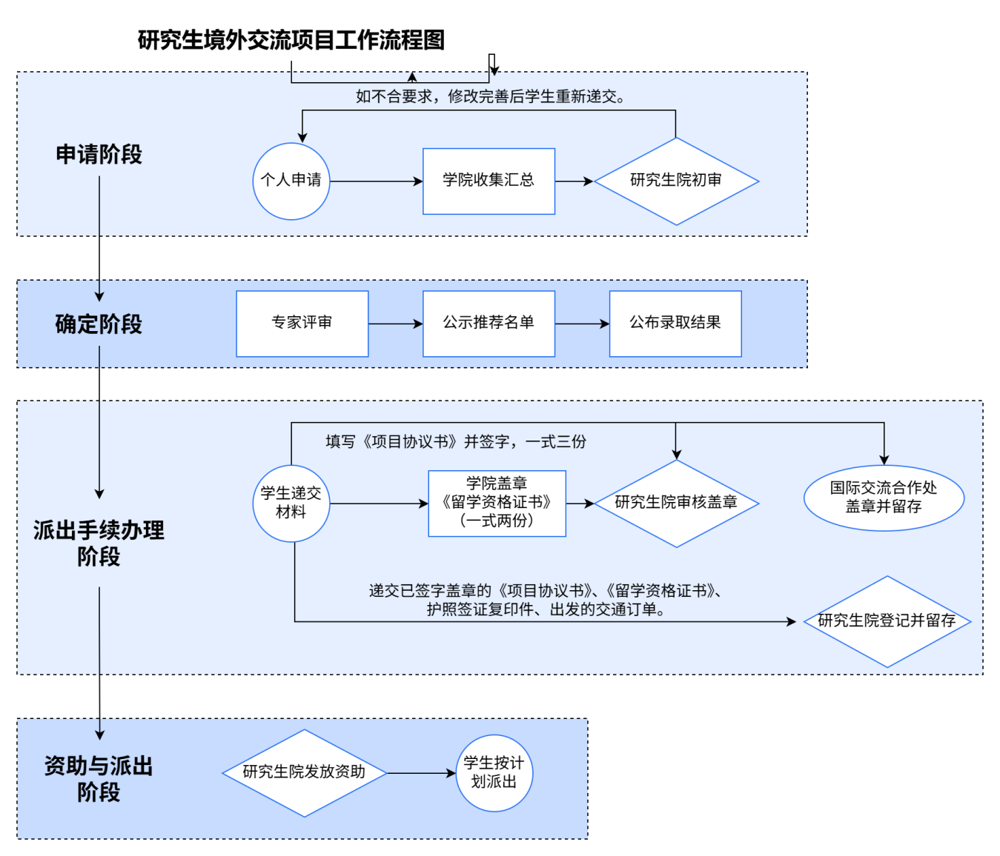 研究生境外交流项目工作流程图
如不合要求，修改完善后学生重新递交。
申请阶段
个人申请
学院收集汇总
研究生院初审
确定阶段
专家评审
公示推荐名单
公布录取结果
填写《项目协议书》并签字，一式三份
派出手续办理
阶段
学生递交
材料
学院盖章
《留学资格证书》
（一式两份）
研究生院审核盖章
国际交流合作处
盖章并留存
递交已签字盖章的《项目协议书》、《留学资格证书》、
护照签证复印件、出发的交通订单。
研究生院登记并留存
资助与派出
阶段
研究生院发放资助
学生按计
划派出